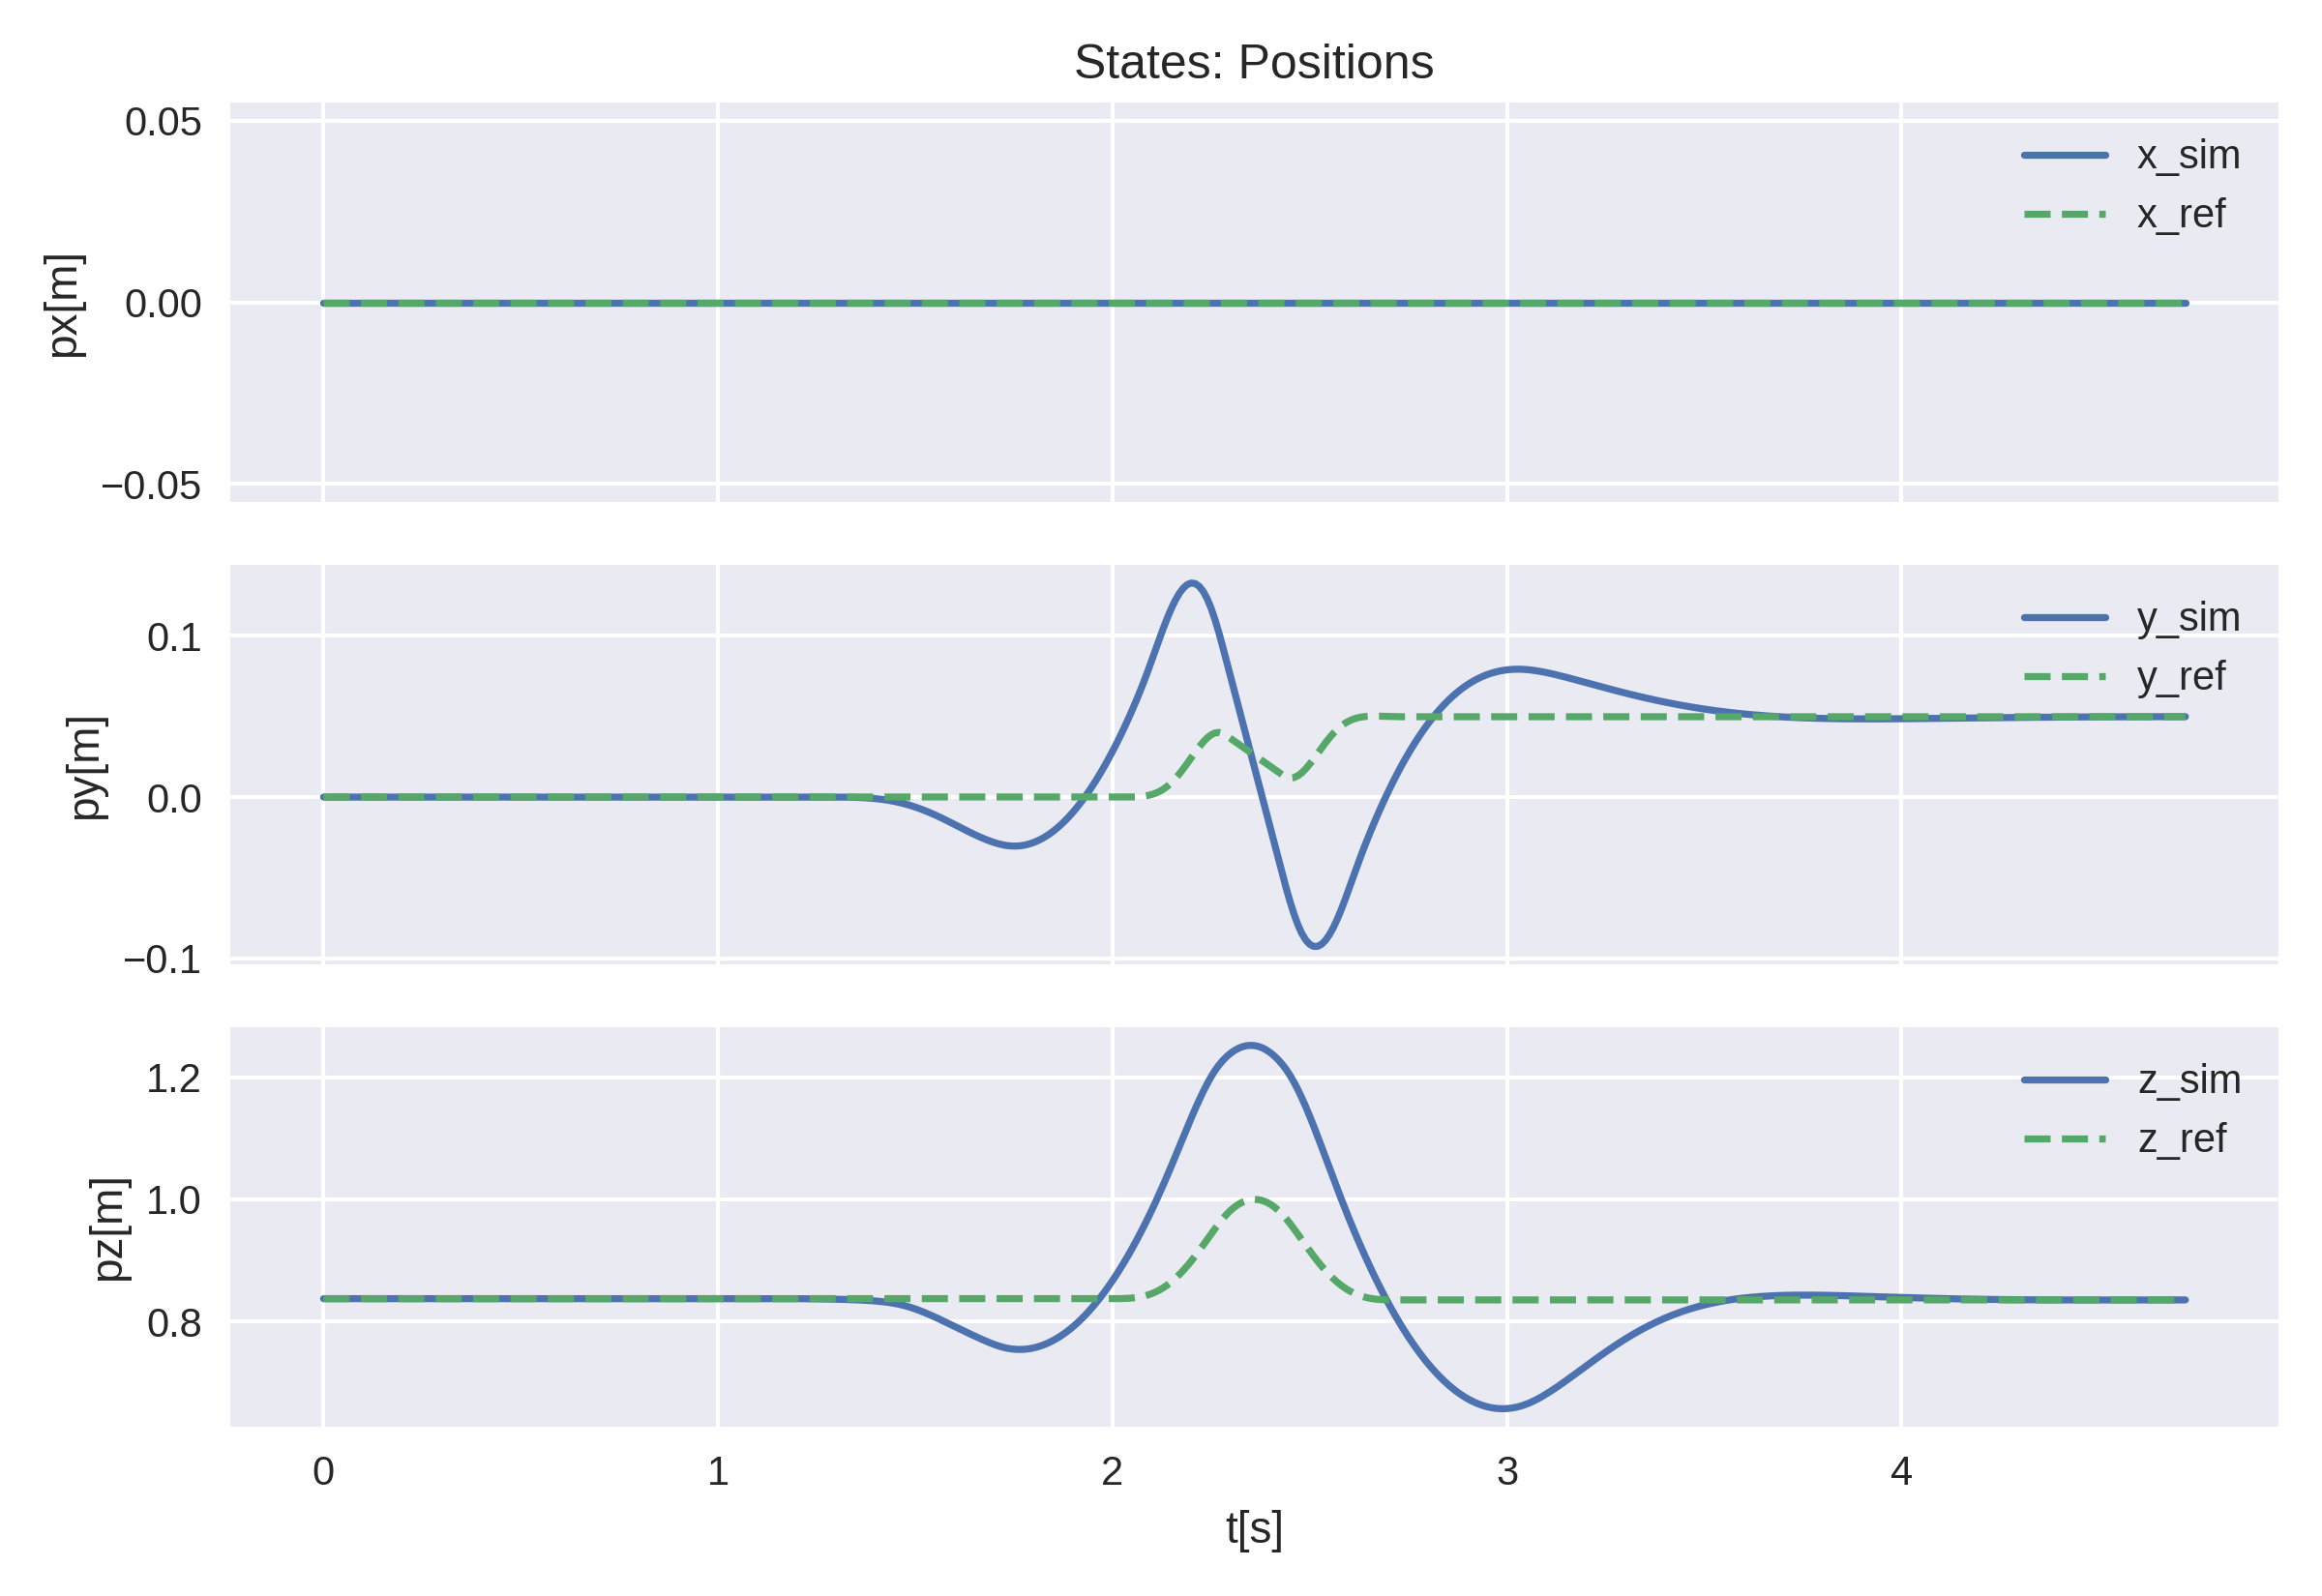 States: Positions
0.05
0.00
−0.05
px[m]
x_sim
x_ref
0.1
0.0
−0.1
py[m]
y_sim
y_ref
1.2
1.0
0.8
pz[m]
z_sim
z_ref
0 1 2 3 4
t[s]